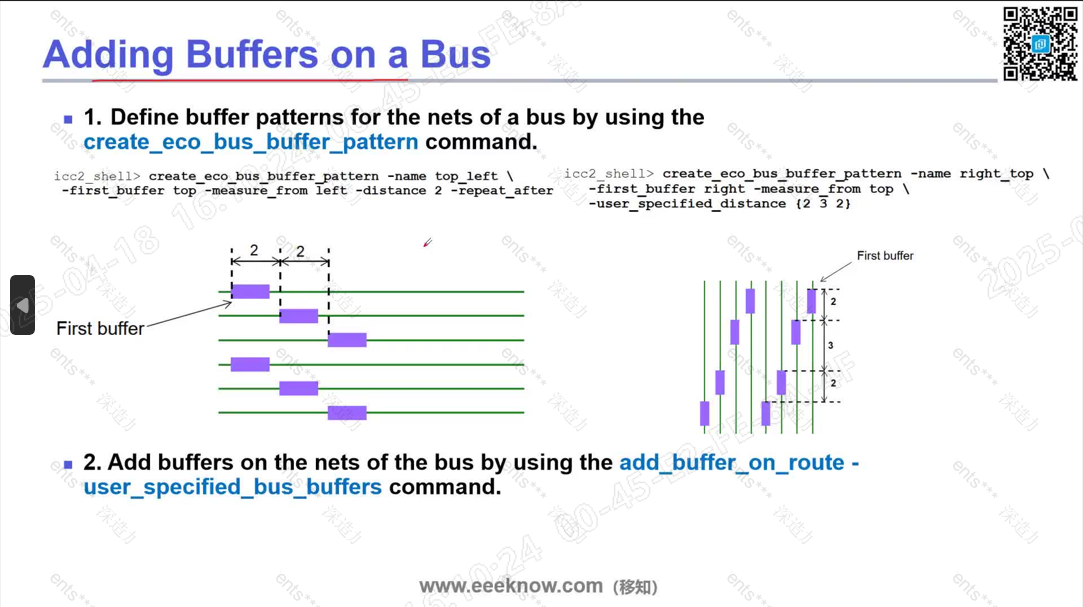 Adding Buffers on a Bus
1. Define buffer patterns for the nets of a bus by using the
create_eco_bus_buffer_pattern command.
icc2_shell> create_eco_bus_buffer_pattern -name top_left \
-first_buffer top -measure_from left -distance 2 -repeat_after
icc2_shell> create_eco_bus_buffer_pattern -name right_top \
-first_buffer right -measure_from top \
-user_specified_distance {2 3 2}
2 2
First buffer
First buffer
2
3
2
2. Add buffers on the nets of the bus by using the add_buffer_on_route -
user_specified_bus_buffers command.
www.eeeknow.com (移知)